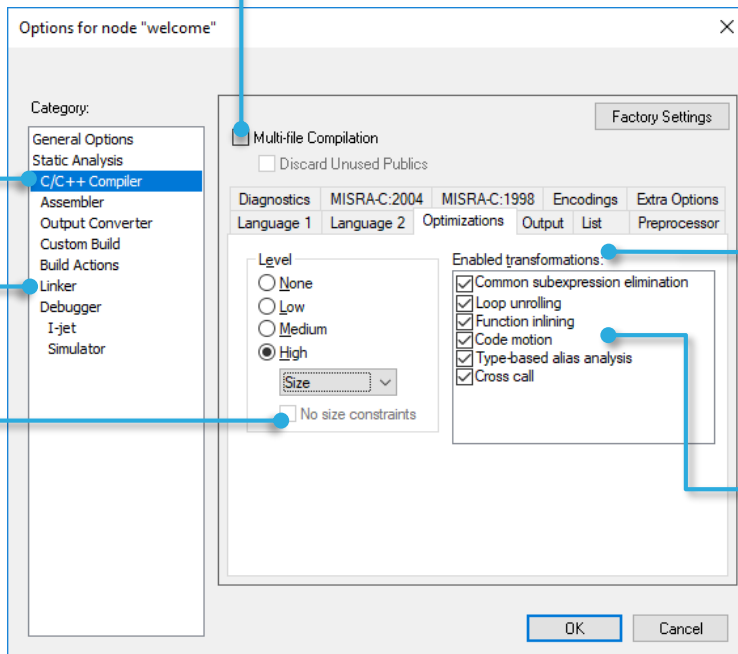 Options for node "welcome"
Category:
General Options
Static Analysis
C/C++ Compiler
Assembler
Output Converter
Custom Build
Build Actions
Linker
Debugger
I-jet
Simulator
Factory Settings
Multi-file Compilation
Discard Unused Publics
Diagnostics MISRA-C:2004 MISRA-C:1998 Encodings Extra Options
Language 1 Language 2 Optimizations Output List Preprocessor
Level
None
Low
Medium
High
Size
No size constraints
Enabled transformations:
Common subexpression elimination
Loop unrolling
Function inlining
Code motion
Type-based alias analysis
Cross call
OK Cancel